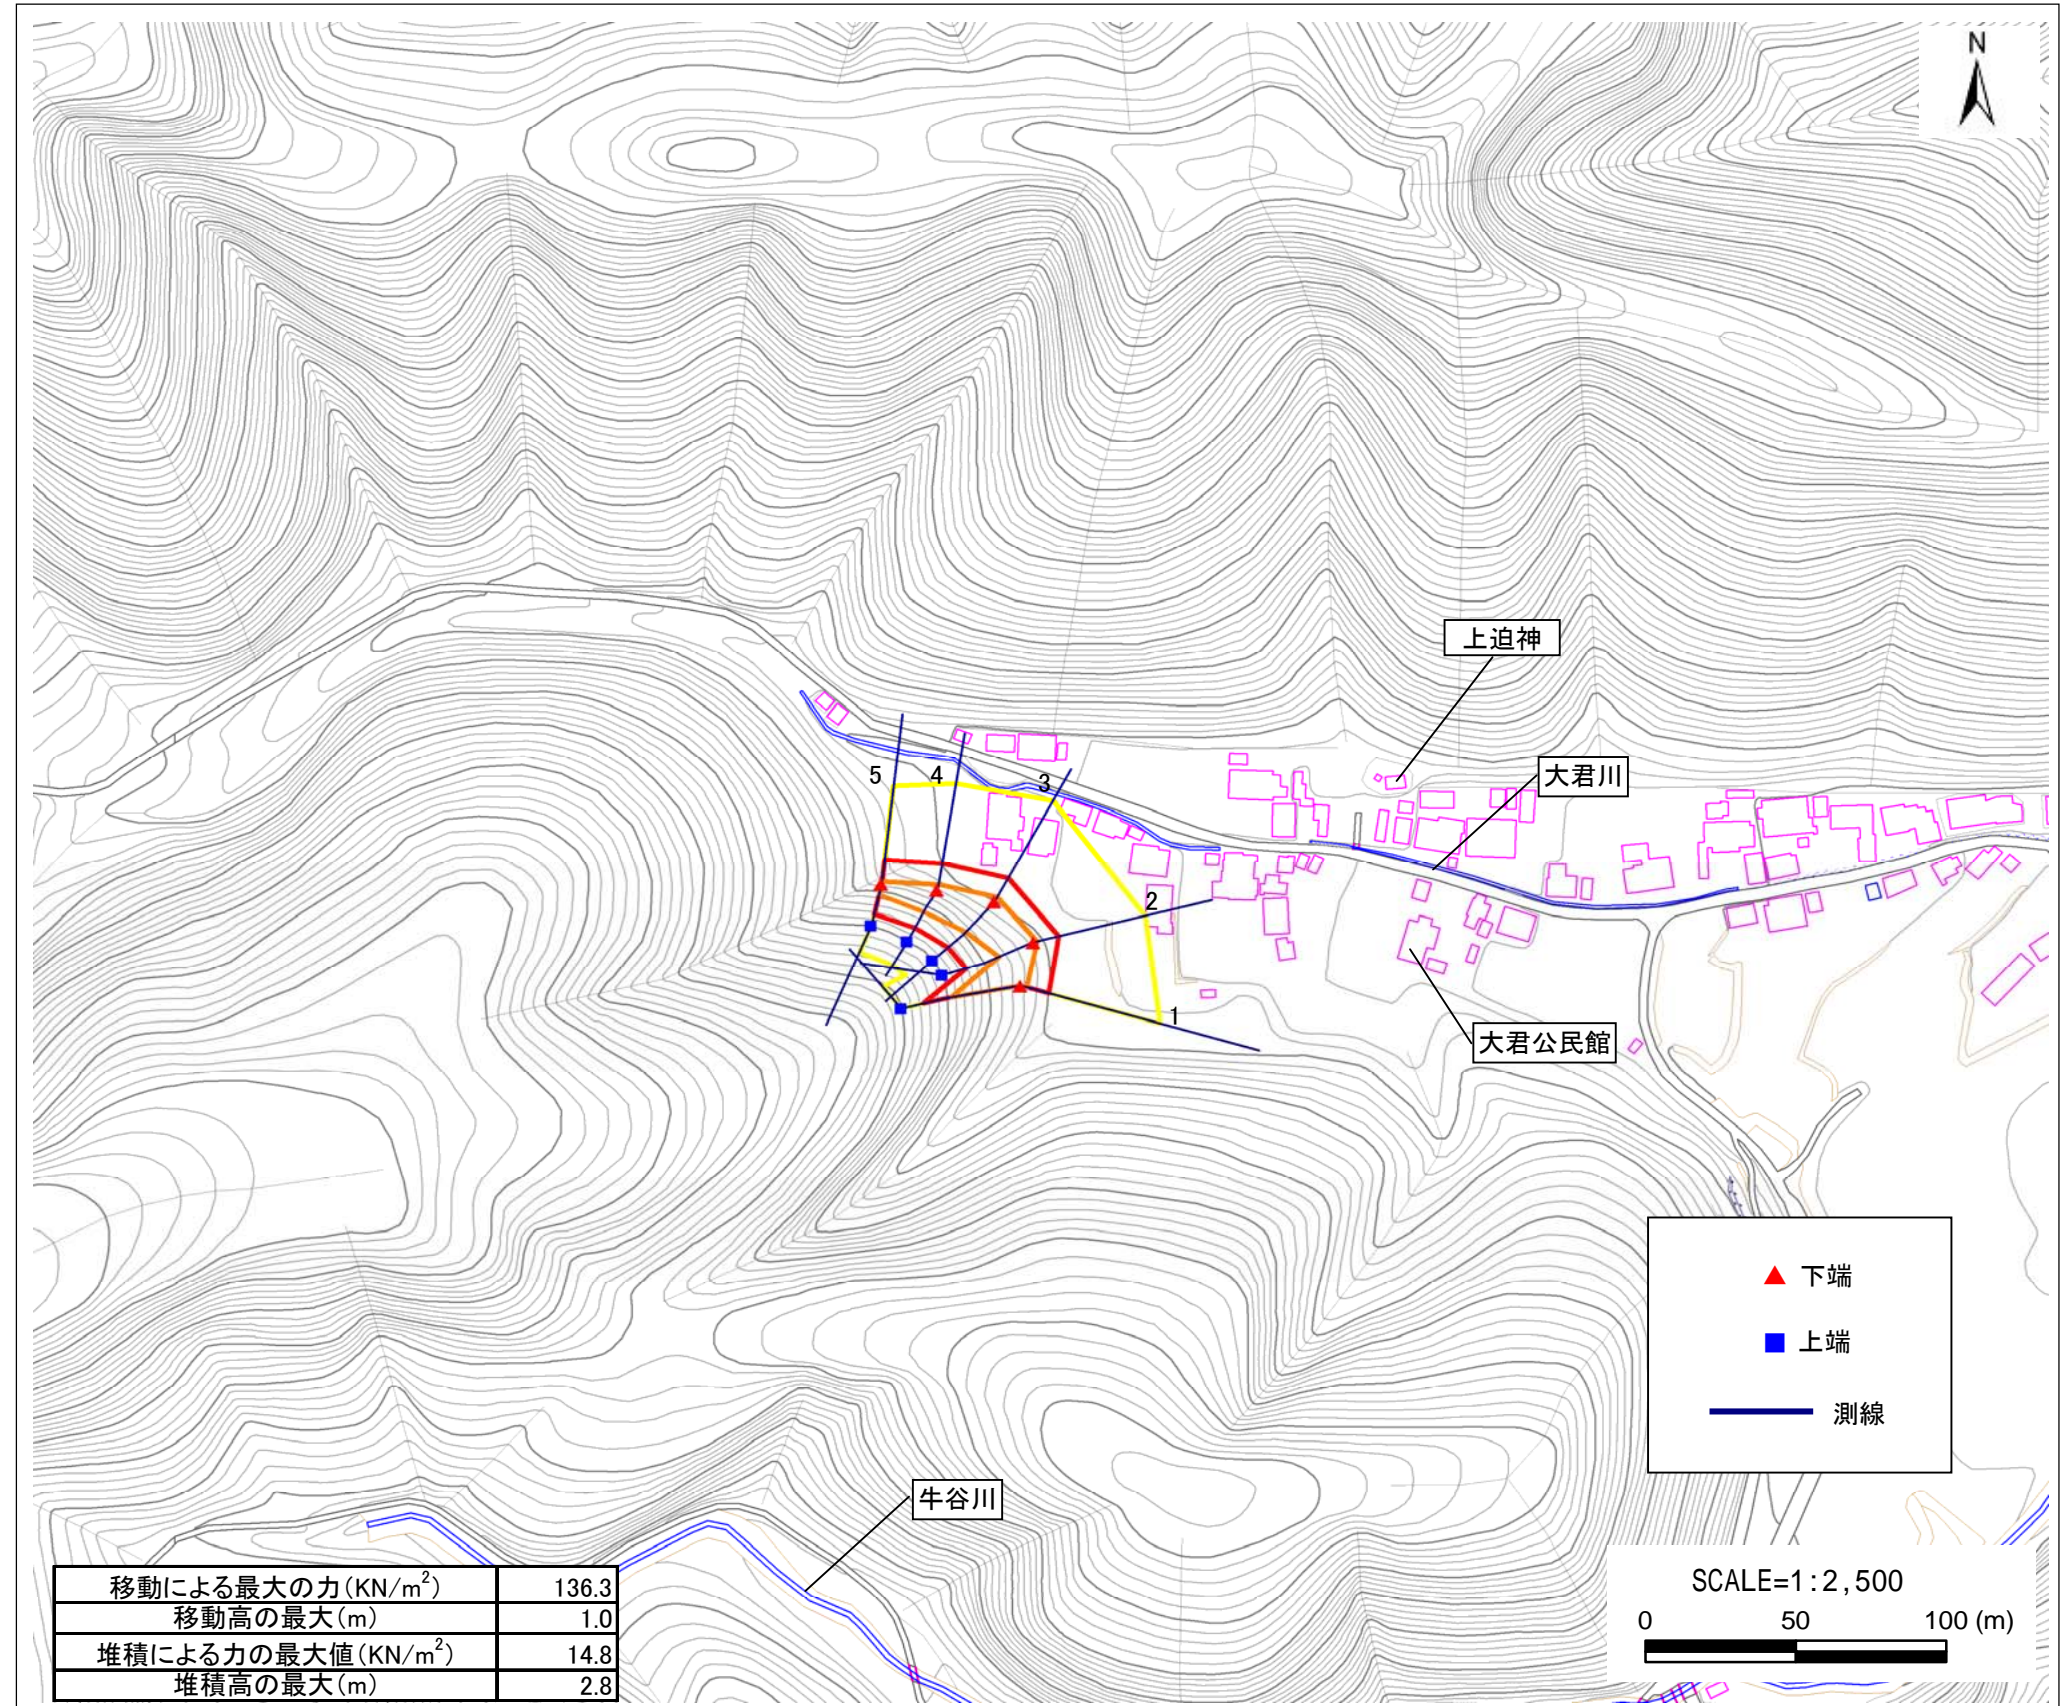 N
上迫神
大君川
5
4
3
2
1
大君公民館
下端
上端
測線
牛谷川
移動による最大の力(KN/m²) 136.3
移動高の最大(m) 1.0
堆積による力の最大値(KN/m²) 14.8
堆積高の最大(m) 2.8
SCALE=1:2,500
0 50 100 (m)